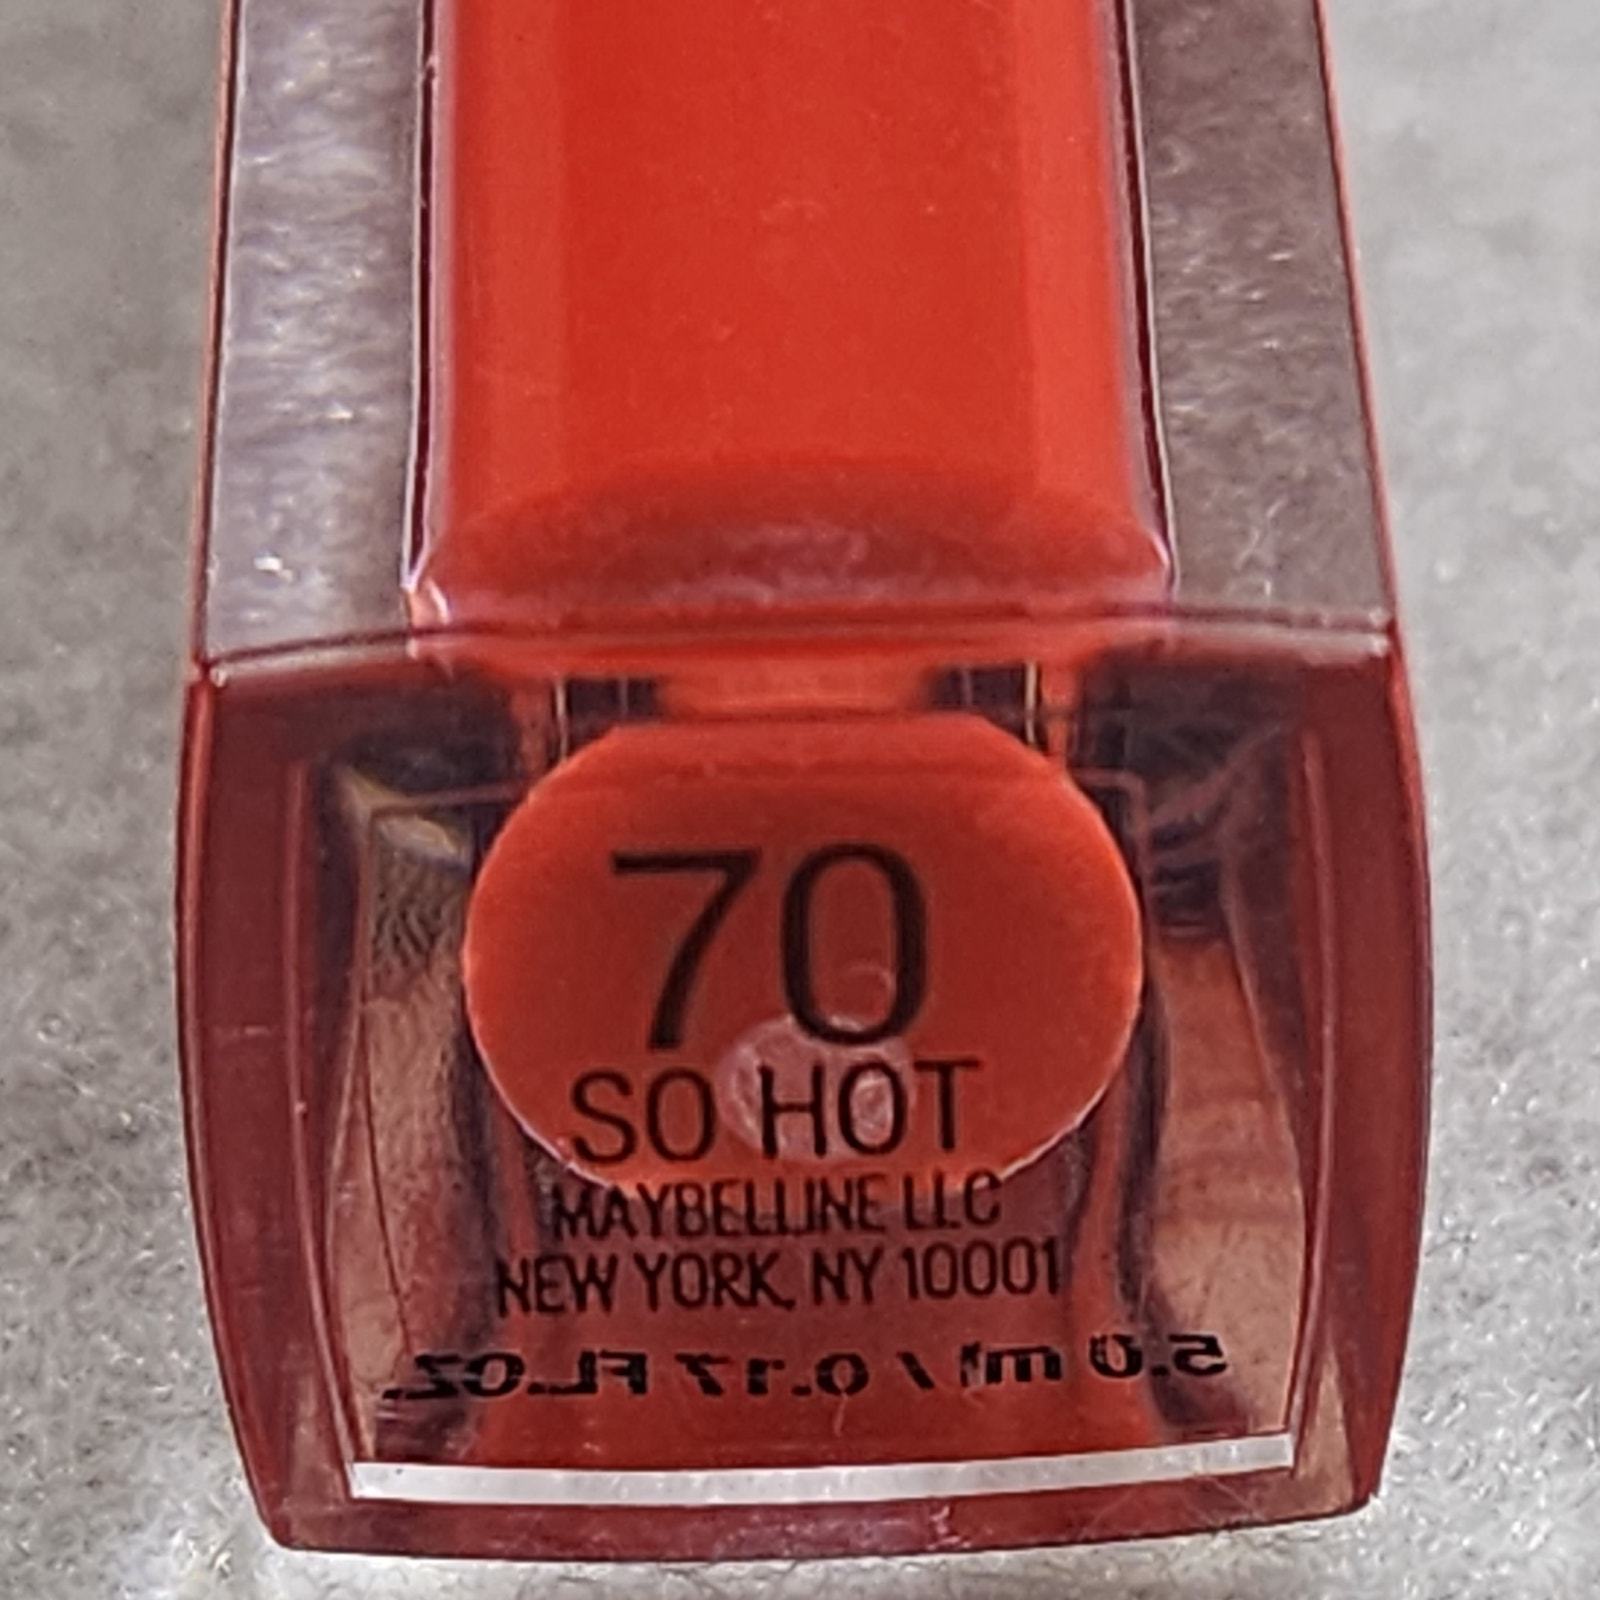 70
SO HOT
MAYBELLINE LLC
NEW YORK, NY 10001
5.0 ml / 0.17 FL.OZ.